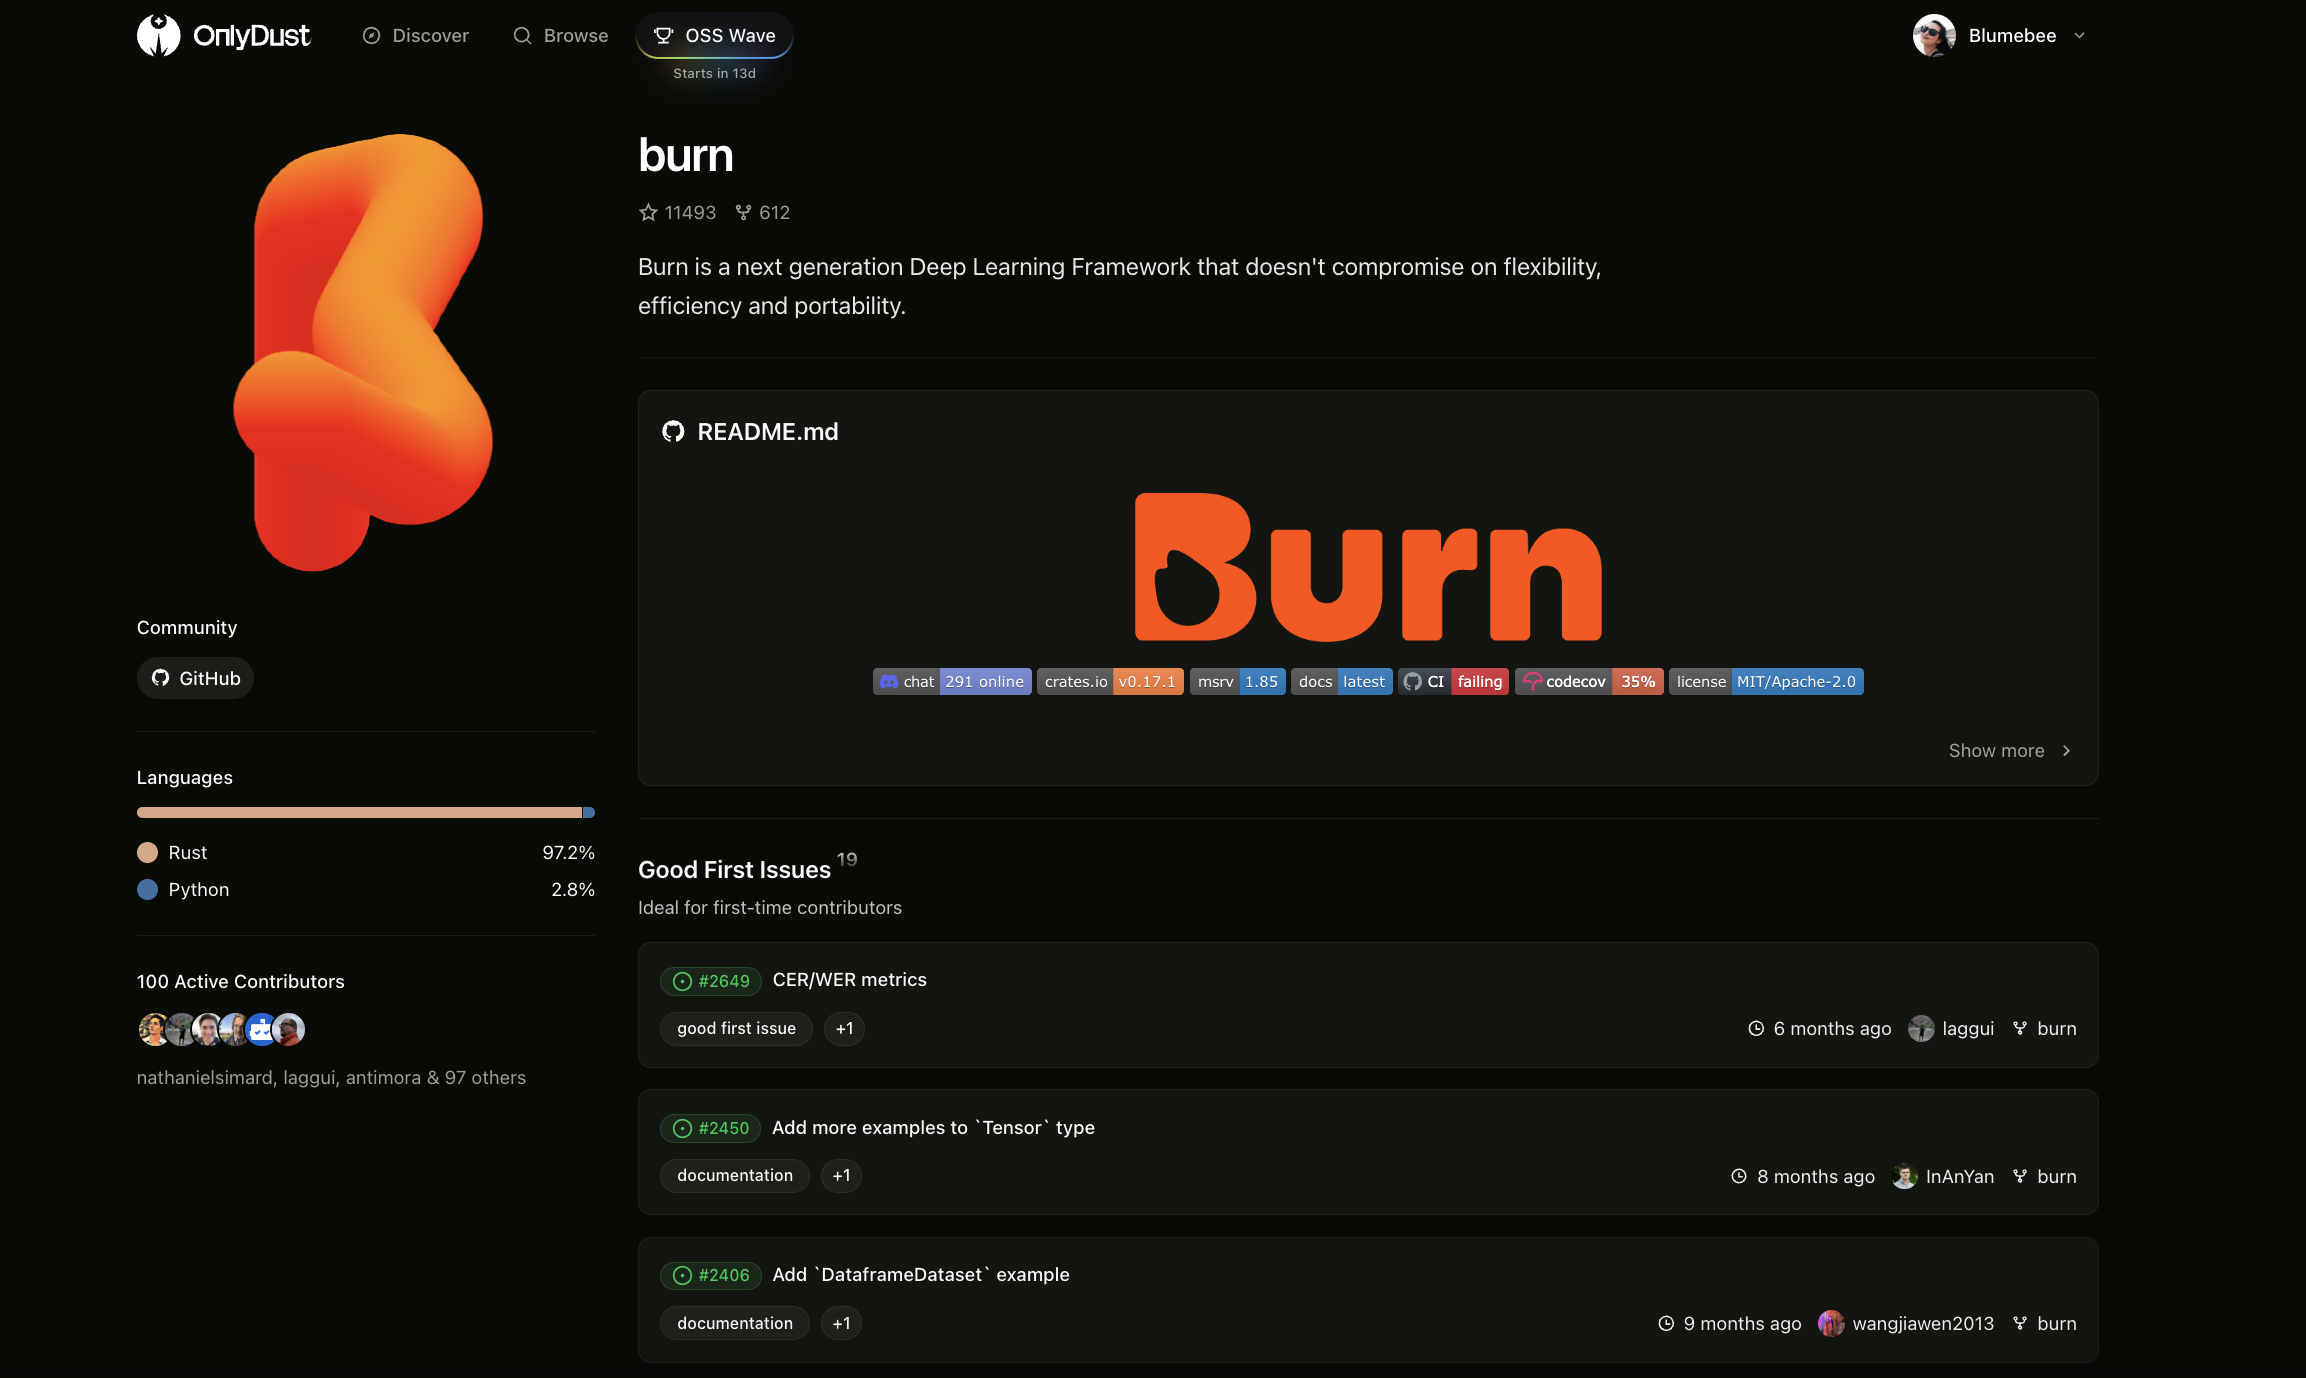 OnlyDust
Discover
Browse
OSS Wave
Starts in 13d
Blumebee
burn
11493 612
Burn is a next generation Deep Learning Framework that doesn't compromise on flexibility,
efficiency and portability.
README.md
Burn
chat 291 online crates.io v0.17.1 msrv 1.85 docs latest CI failing codecov 35% license MIT/Apache-2.0
Show more
Community
GitHub
Languages
Rust 97.2%
Python 2.8%
100 Active Contributors
nathanielsimard, laggui, antimora & 97 others
Good First Issues 19
Ideal for first-time contributors
#2649 CER/WER metrics
good first issue +1
6 months ago laggui burn
#2450 Add more examples to `Tensor` type
documentation +1
8 months ago InAnYan burn
#2406 Add `DataframeDataset` example
documentation +1
9 months ago wangjiawen2013 burn